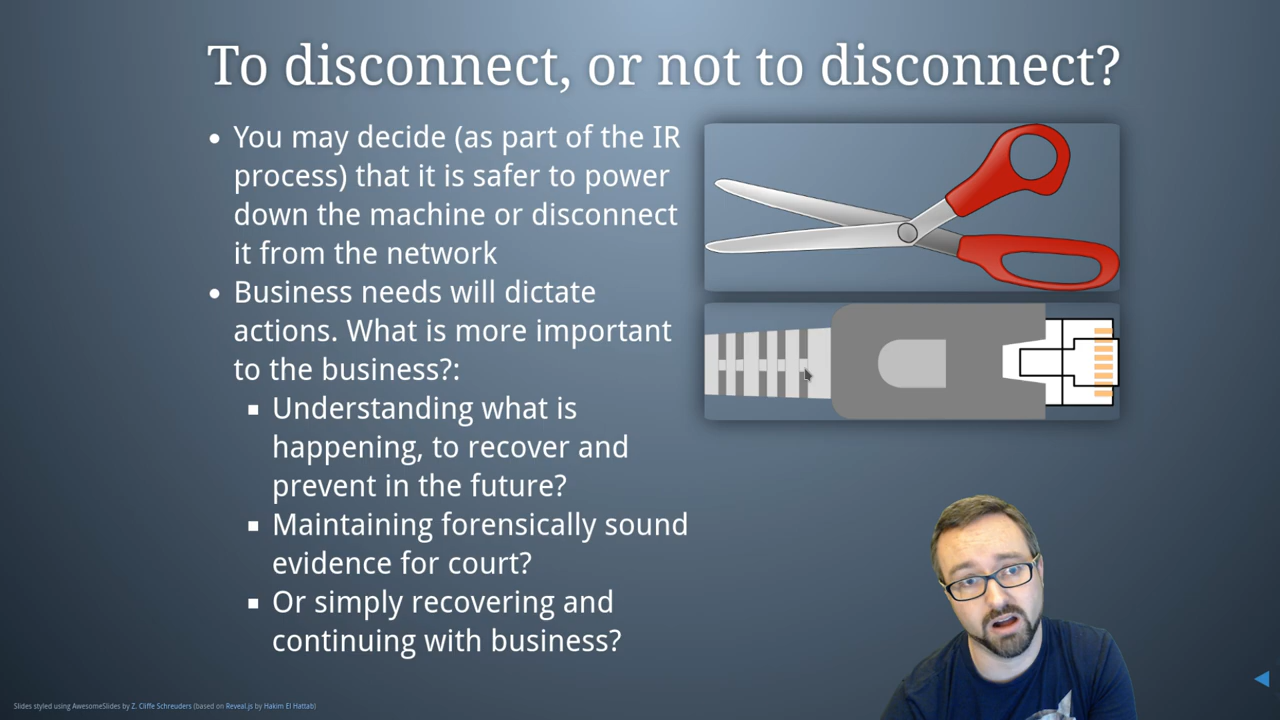 To disconnect, or not to disconnect?
• You may decide (as part of the IR
process) that it is safer to power
down the machine or disconnect
it from the network
• Business needs will dictate
actions. What is more important
to the business?:
▪ Understanding what is
happening, to recover and
prevent in the future?
▪ Maintaining forensically sound
evidence for court?
▪ Or simply recovering and
continuing with business?
Slides styled using AwesomeSlides by Z. Cliffe Schreuders (based on Reveal.js by Hakim El Hattab)